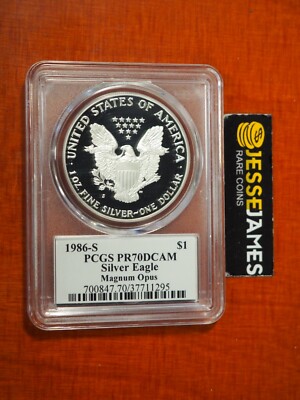 UNITED STATES OF AMERICA
1 OZ. FINE SILVER~ONE DOLLAR
S
1986-S $1
PCGS PR70DCAM
Silver Eagle
Magnum Opus
700847.70/37711295
JESSE JAMES
RARE COINS